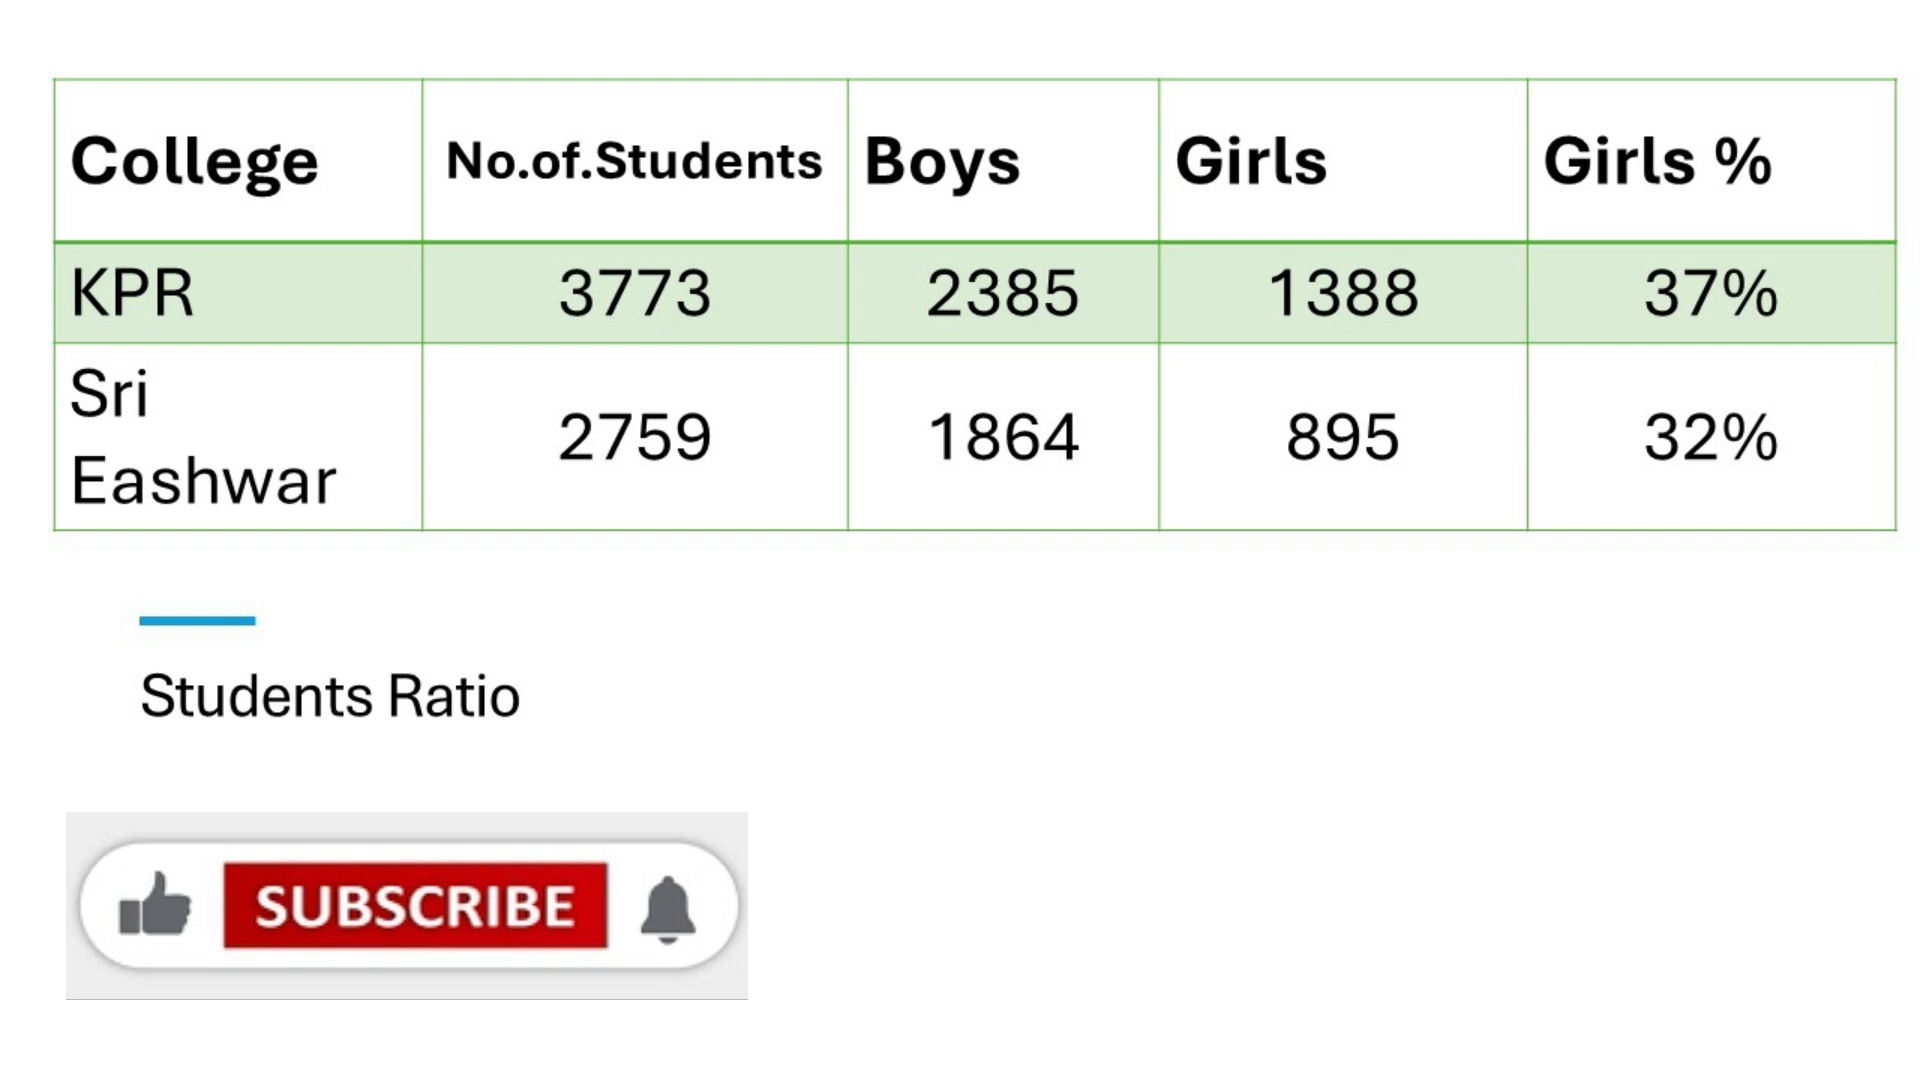 College No.of.Students Boys Girls Girls %
KPR 3773 2385 1388 37%
Sri
Eashwar 2759 1864 895 32%
Students Ratio
SUBSCRIBE